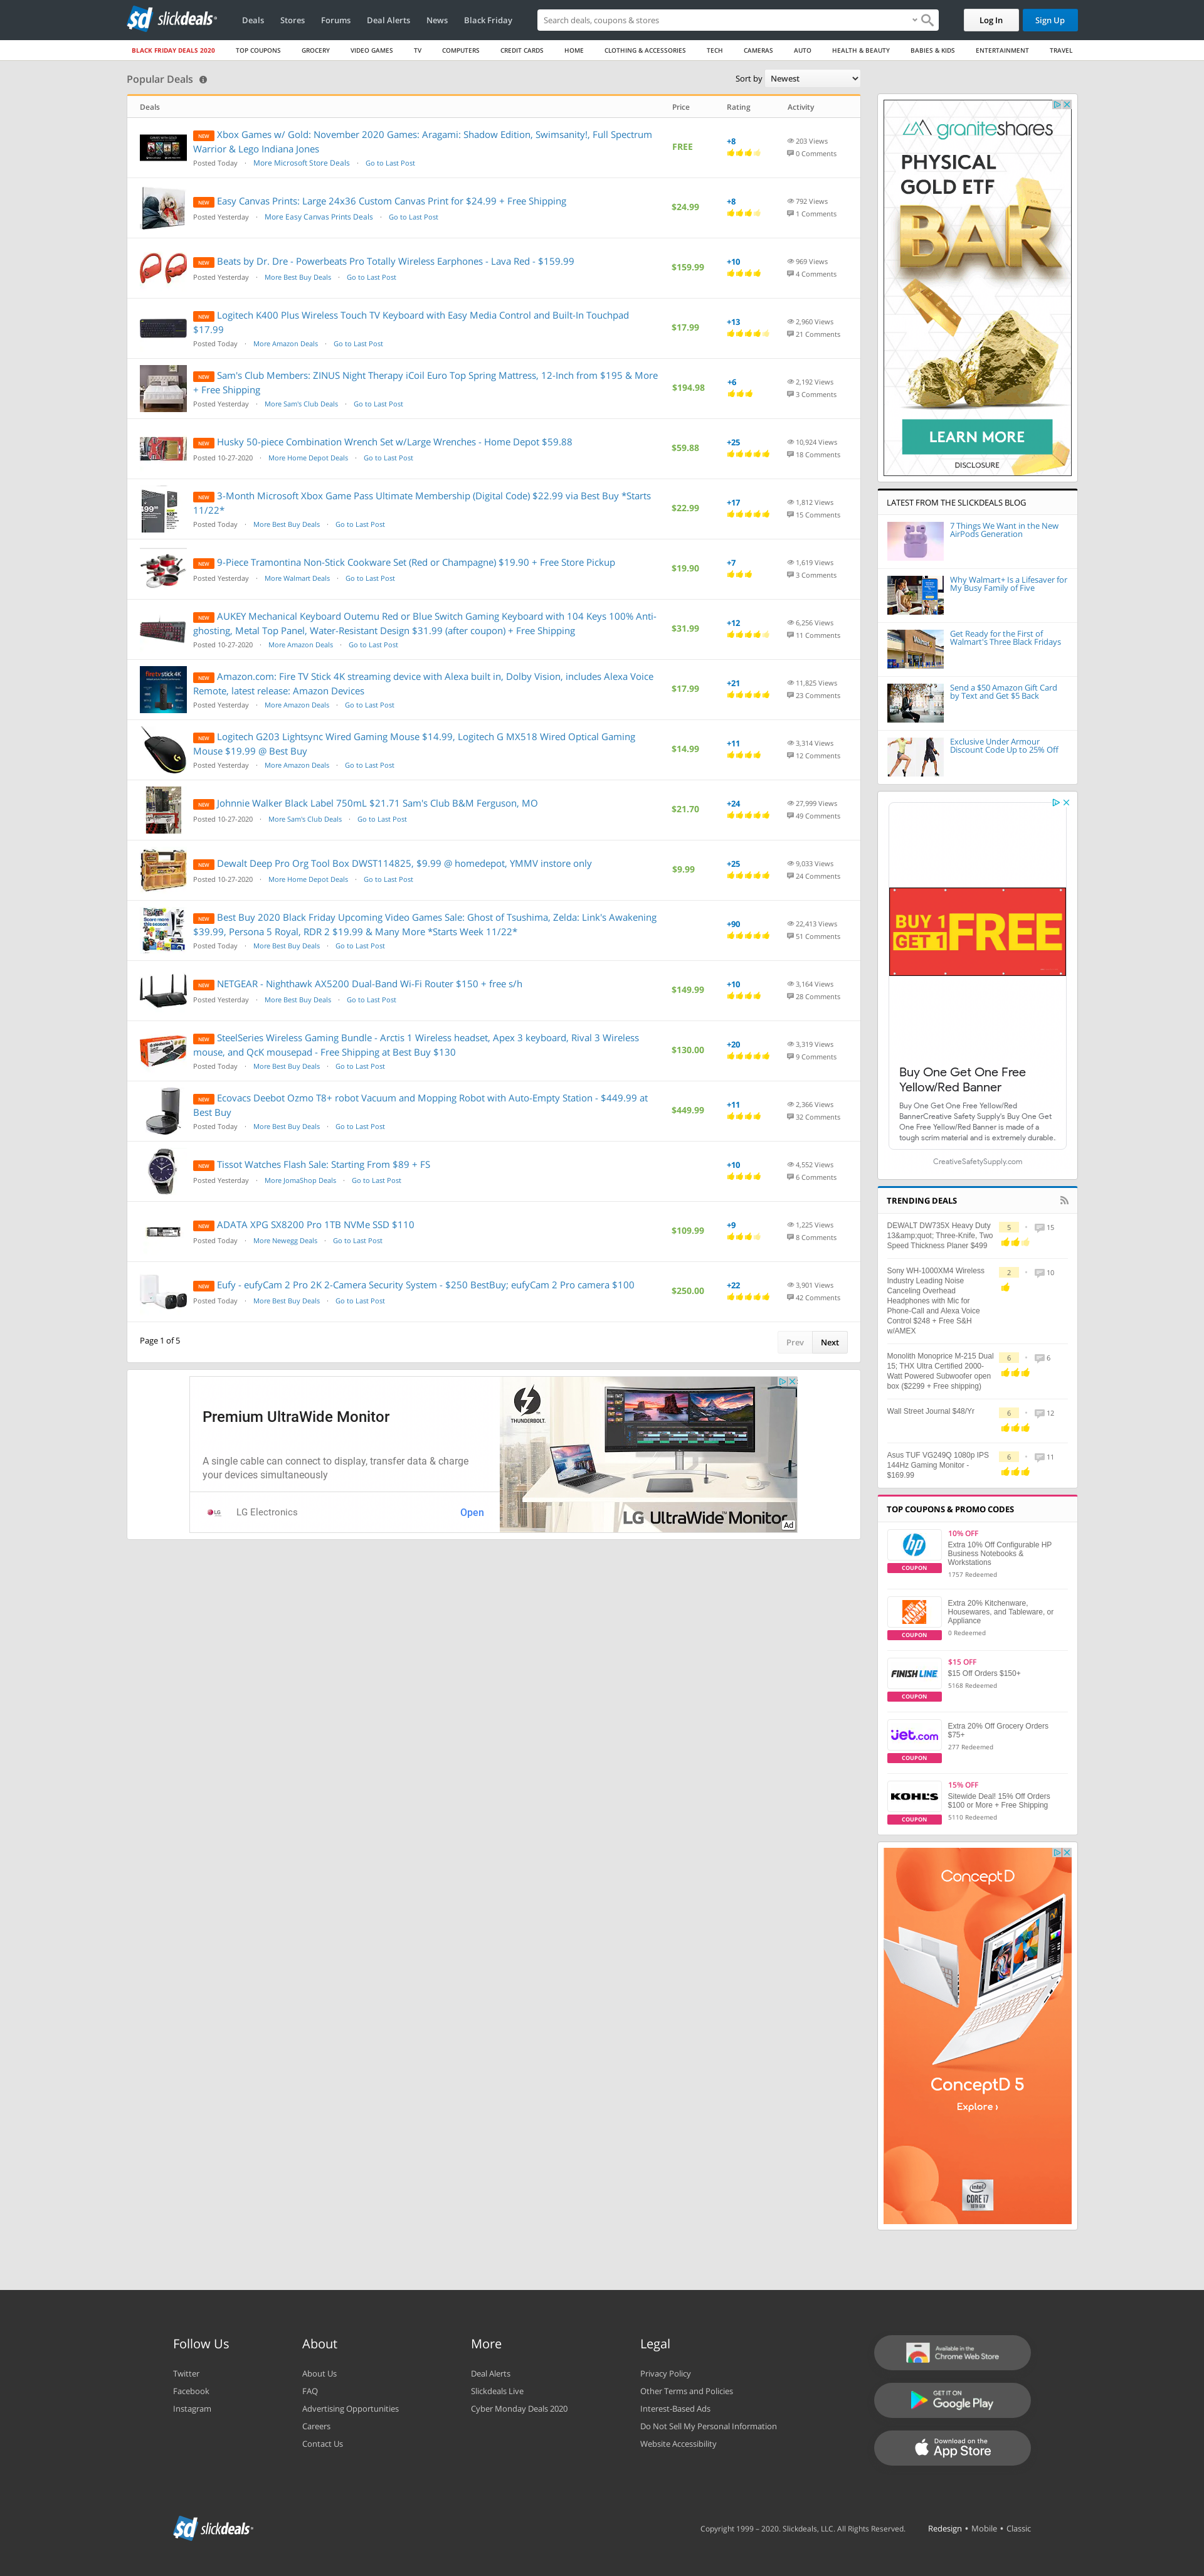 sd slickdeals
Deals Stores Forums Deal Alerts News Black Friday
Search deals, coupons & stores
Log In Sign Up
BLACK FRIDAY DEALS 2020 TOP COUPONS GROCERY VIDEO GAMES TV COMPUTERS CREDIT CARDS HOME CLOTHING & ACCESSORIES TECH CAMERAS AUTO HEALTH & BEAUTY BABIES & KIDS ENTERTAINMENT TRAVEL
Popular Deals
Sort by Newest
Deals Price Rating Activity
NEW Xbox Games w/ Gold: November 2020 Games: Aragami: Shadow Edition, Swimsanity!, Full Spectrum
Warrior & Lego Indiana Jones
Posted Today · More Microsoft Store Deals · Go to Last Post
FREE
+8
203 Views
0 Comments
NEW Easy Canvas Prints: Large 24x36 Custom Canvas Print for $24.99 + Free Shipping
Posted Yesterday · More Easy Canvas Prints Deals · Go to Last Post
$24.99
+8
792 Views
1 Comments
NEW Beats by Dr. Dre - Powerbeats Pro Totally Wireless Earphones - Lava Red - $159.99
Posted Yesterday · More Best Buy Deals · Go to Last Post
$159.99
+10
969 Views
4 Comments
NEW Logitech K400 Plus Wireless Touch TV Keyboard with Easy Media Control and Built-In Touchpad
$17.99
Posted Today · More Amazon Deals · Go to Last Post
$17.99
+13
2,960 Views
21 Comments
NEW Sam's Club Members: ZINUS Night Therapy iCoil Euro Top Spring Mattress, 12-Inch from $195 & More
+ Free Shipping
Posted Yesterday · More Sam's Club Deals · Go to Last Post
$194.98
+6
2,192 Views
3 Comments
NEW Husky 50-piece Combination Wrench Set w/Large Wrenches - Home Depot $59.88
Posted 10-27-2020 · More Home Depot Deals · Go to Last Post
$59.88
+25
10,924 Views
18 Comments
NEW 3-Month Microsoft Xbox Game Pass Ultimate Membership (Digital Code) $22.99 via Best Buy *Starts
11/22*
Posted Today · More Best Buy Deals · Go to Last Post
$22.99
+17
1,812 Views
15 Comments
NEW 9-Piece Tramontina Non-Stick Cookware Set (Red or Champagne) $19.90 + Free Store Pickup
Posted Yesterday · More Walmart Deals · Go to Last Post
$19.90
+7
1,619 Views
3 Comments
NEW AUKEY Mechanical Keyboard Outemu Red or Blue Switch Gaming Keyboard with 104 Keys 100% Anti-
ghosting, Metal Top Panel, Water-Resistant Design $31.99 (after coupon) + Free Shipping
Posted 10-27-2020 · More Amazon Deals · Go to Last Post
$31.99
+12
6,256 Views
11 Comments
NEW Amazon.com: Fire TV Stick 4K streaming device with Alexa built in, Dolby Vision, includes Alexa Voice
Remote, latest release: Amazon Devices
Posted Yesterday · More Amazon Deals · Go to Last Post
$17.99
+21
11,825 Views
23 Comments
NEW Logitech G203 Lightsync Wired Gaming Mouse $14.99, Logitech G MX518 Wired Optical Gaming
Mouse $19.99 @ Best Buy
Posted Yesterday · More Amazon Deals · Go to Last Post
$14.99
+11
3,314 Views
12 Comments
NEW Johnnie Walker Black Label 750mL $21.71 Sam's Club B&M Ferguson, MO
Posted 10-27-2020 · More Sam's Club Deals · Go to Last Post
$21.70
+24
27,999 Views
49 Comments
NEW Dewalt Deep Pro Org Tool Box DWST114825, $9.99 @ homedepot, YMMV instore only
Posted 10-27-2020 · More Home Depot Deals · Go to Last Post
$9.99
+25
9,033 Views
24 Comments
NEW Best Buy 2020 Black Friday Upcoming Video Games Sale: Ghost of Tsushima, Zelda: Link's Awakening
$39.99, Persona 5 Royal, RDR 2 $19.99 & Many More *Starts Week 11/22*
Posted Today · More Best Buy Deals · Go to Last Post
+90
22,413 Views
51 Comments
NEW NETGEAR - Nighthawk AX5200 Dual-Band Wi-Fi Router $150 + free s/h
Posted Yesterday · More Best Buy Deals · Go to Last Post
$149.99
+10
3,164 Views
28 Comments
NEW SteelSeries Wireless Gaming Bundle - Arctis 1 Wireless headset, Apex 3 keyboard, Rival 3 Wireless
mouse, and QcK mousepad - Free Shipping at Best Buy $130
Posted Today · More Best Buy Deals · Go to Last Post
$130.00
+20
3,319 Views
9 Comments
NEW Ecovacs Deebot Ozmo T8+ robot Vacuum and Mopping Robot with Auto-Empty Station - $449.99 at
Best Buy
Posted Today · More Best Buy Deals · Go to Last Post
$449.99
+11
2,366 Views
32 Comments
NEW Tissot Watches Flash Sale: Starting From $89 + FS
Posted Yesterday · More JomaShop Deals · Go to Last Post
+10
4,552 Views
6 Comments
NEW ADATA XPG SX8200 Pro 1TB NVMe SSD $110
Posted Today · More Newegg Deals · Go to Last Post
$109.99
+9
1,225 Views
8 Comments
NEW Eufy - eufyCam 2 Pro 2K 2-Camera Security System - $250 BestBuy; eufyCam 2 Pro camera $100
Posted Today · More Best Buy Deals · Go to Last Post
$250.00
+22
3,901 Views
42 Comments
Page 1 of 5
Prev Next
Premium UltraWide Monitor
A single cable can connect to display, transfer data & charge
your devices simultaneously
LG Electronics
Open
THUNDERBOLT.
LG UltraWide™ Monitor
Ad
graniteshares
PHYSICAL
GOLD ETF
BAR
LEARN MORE
DISCLOSURE
LATEST FROM THE SLICKDEALS BLOG
7 Things We Want in the New
AirPods Generation
Why Walmart+ Is a Lifesaver for
My Busy Family of Five
Get Ready for the First of
Walmart's Three Black Fridays
Send a $50 Amazon Gift Card
by Text and Get $5 Back
Exclusive Under Armour
Discount Code Up to 25% Off
BUY 1
GET 1 FREE
Buy One Get One Free
Yellow/Red Banner
Buy One Get One Free Yellow/Red
BannerCreative Safety Supply's Buy One Get
One Free Yellow/Red Banner is made of a
tough scrim material and is extremely durable.
CreativeSafetySupply.com
TRENDING DEALS
DEWALT DW735X Heavy Duty
13&amp;quot; Three-Knife, Two
Speed Thickness Planer $499
5 15
Sony WH-1000XM4 Wireless
Industry Leading Noise
Canceling Overhead
Headphones with Mic for
Phone-Call and Alexa Voice
Control $248 + Free S&H
w/AMEX
2 10
Monolith Monoprice M-215 Dual
15; THX Ultra Certified 2000-
Watt Powered Subwoofer open
box ($2299 + Free shipping)
6 6
Wall Street Journal $48/Yr
6 12
Asus TUF VG249Q 1080p IPS
144Hz Gaming Monitor -
$169.99
6 11
TOP COUPONS & PROMO CODES
hp
COUPON
10% OFF
Extra 10% Off Configurable HP
Business Notebooks &
Workstations
1757 Redeemed
COUPON
Extra 20% Kitchenware,
Housewares, and Tableware, or
Appliance
0 Redeemed
FINISH LINE
COUPON
$15 OFF
$15 Off Orders $150+
5168 Redeemed
jet.com
COUPON
Extra 20% Off Grocery Orders
$75+
277 Redeemed
KOHL'S
COUPON
15% OFF
Sitewide Deal! 15% Off Orders
$100 or More + Free Shipping
5110 Redeemed
ConceptD
ConceptD 5
Explore ›
intel
CORE i7
Follow Us
Twitter
Facebook
Instagram
About
About Us
FAQ
Advertising Opportunities
Careers
Contact Us
More
Deal Alerts
Slickdeals Live
Cyber Monday Deals 2020
Legal
Privacy Policy
Other Terms and Policies
Interest-Based Ads
Do Not Sell My Personal Information
Website Accessibility
Available in the
Chrome Web Store
GET IT ON
Google Play
Download on the
App Store
sd slickdeals
Copyright 1999 – 2020. Slickdeals, LLC. All Rights Reserved.
Redesign • Mobile • Classic